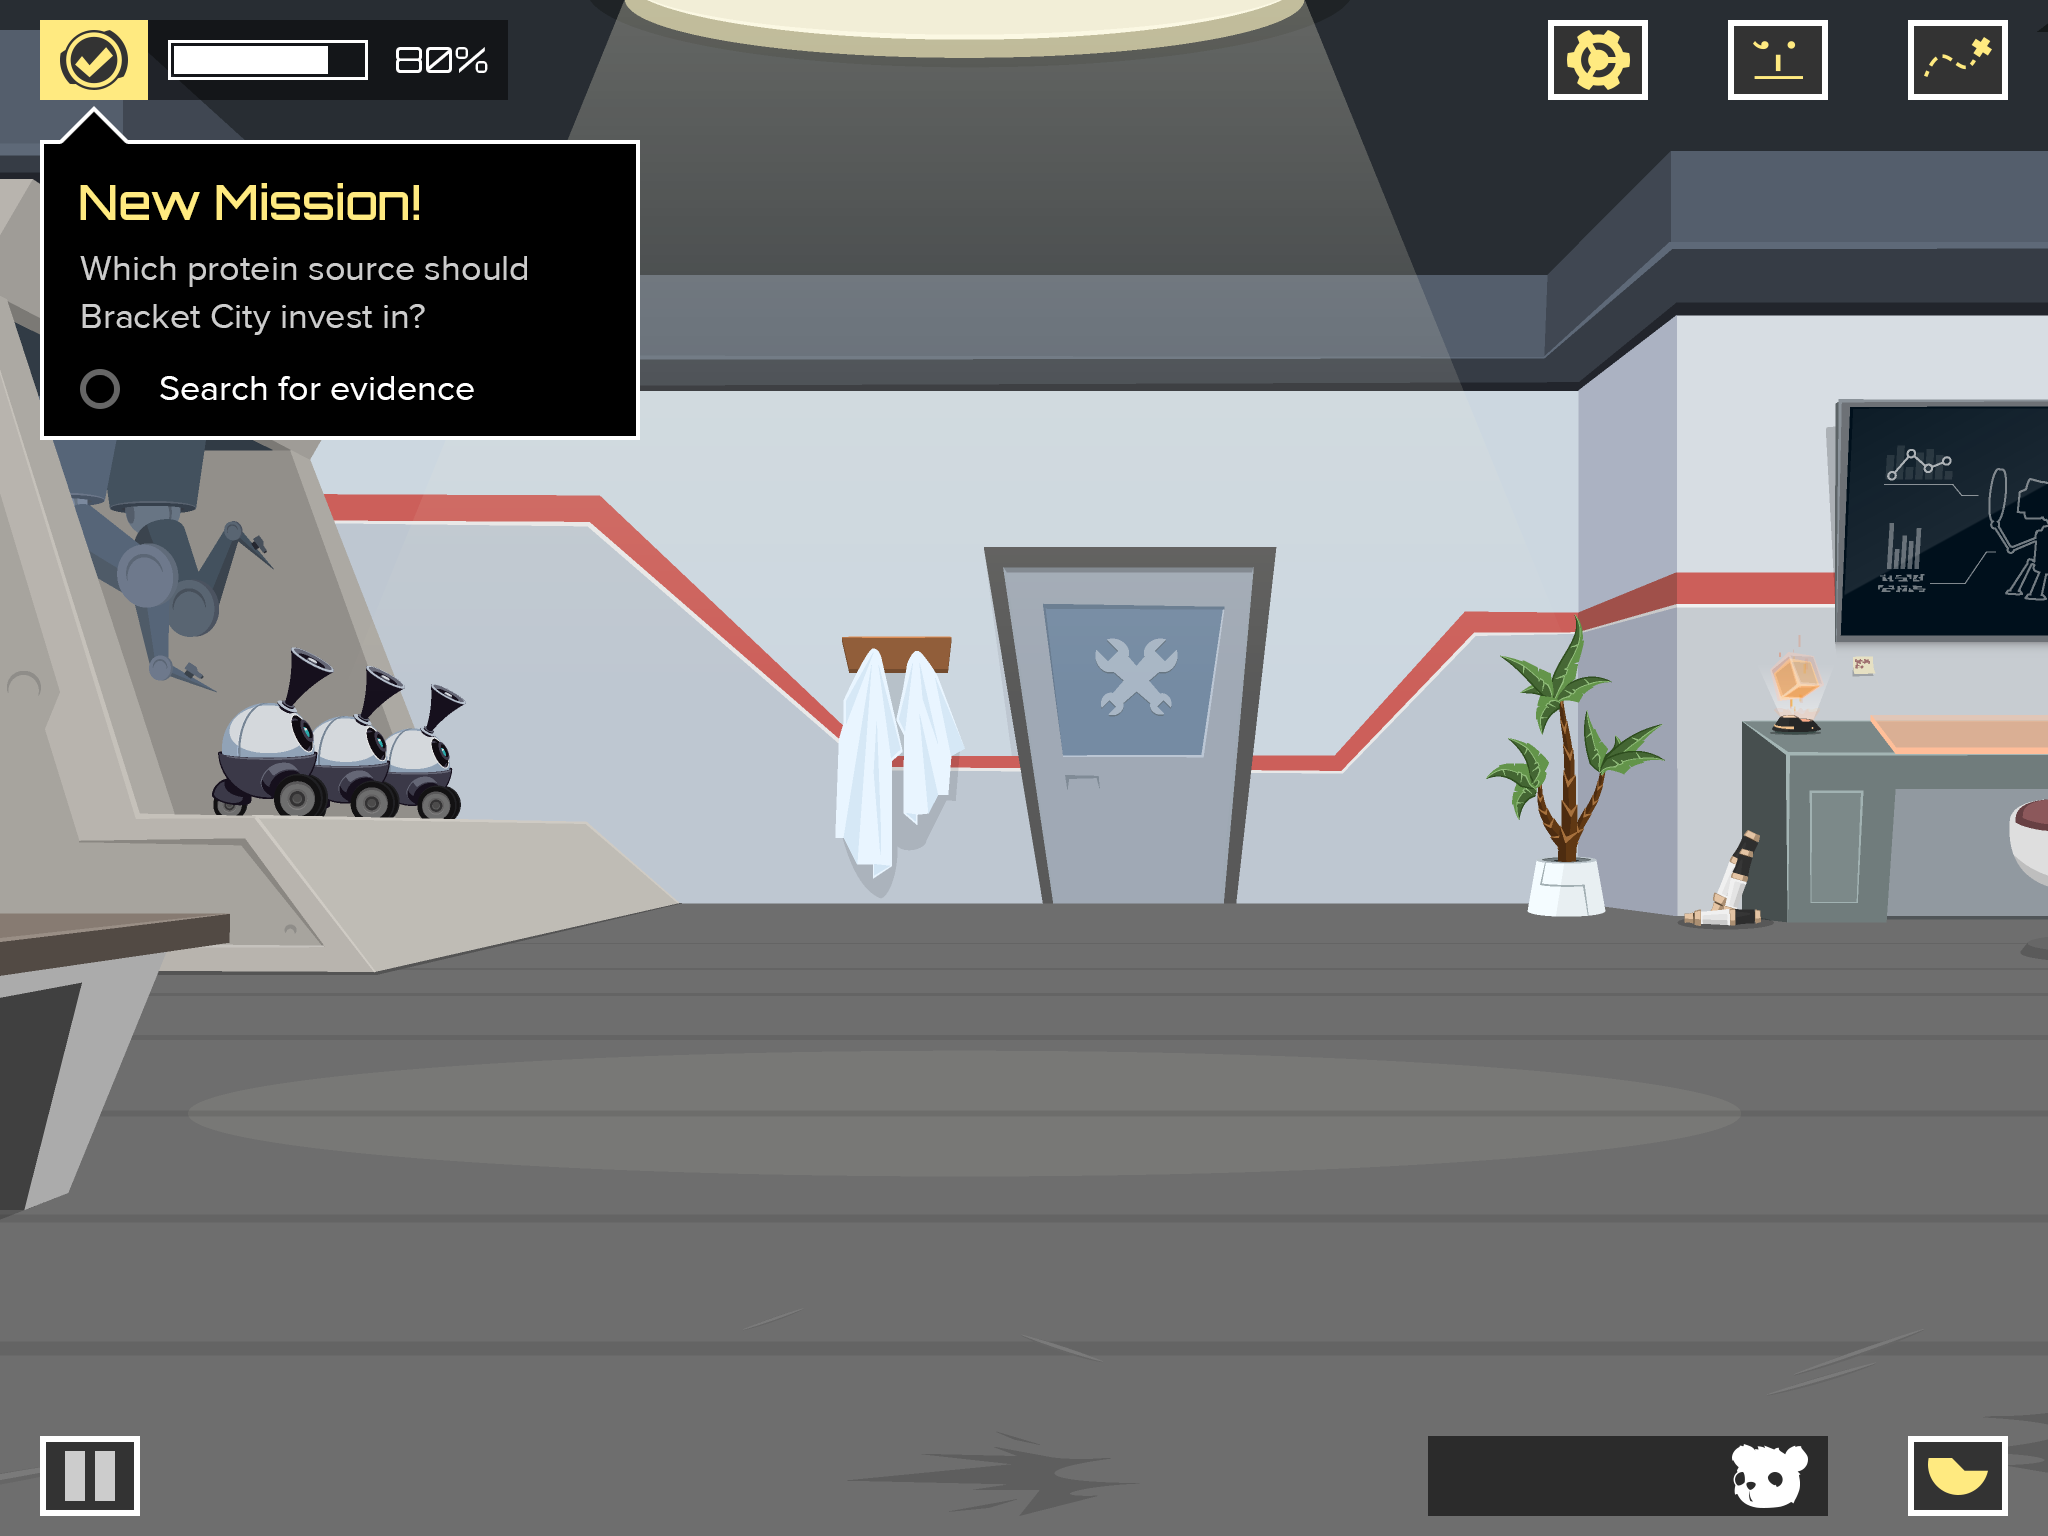 80%
New Mission!
Which protein source should
Bracket City invest in?
Search for evidence